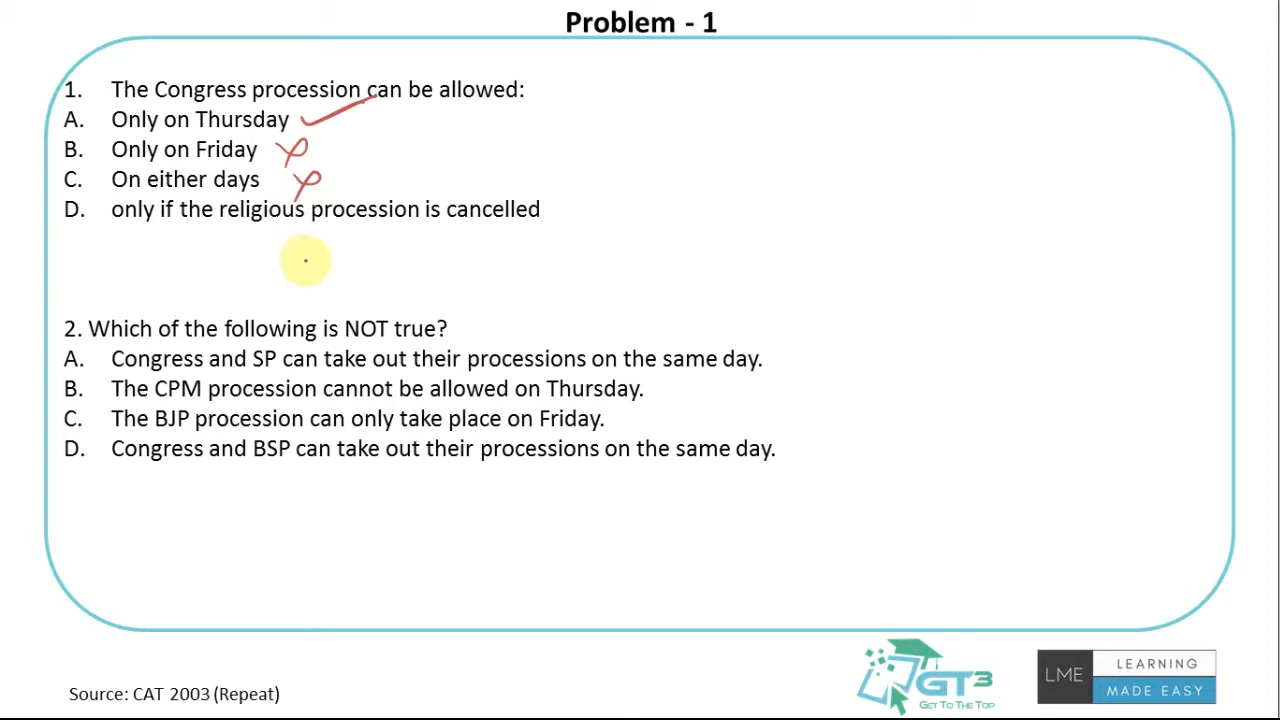 Problem - 1
1. The Congress procession can be allowed:
A. Only on Thursday
B. Only on Friday
C. On either days
D. only if the religious procession is cancelled
2. Which of the following is NOT true?
A. Congress and SP can take out their processions on the same day.
B. The CPM procession cannot be allowed on Thursday.
C. The BJP procession can only take place on Friday.
D. Congress and BSP can take out their processions on the same day.
Source: CAT 2003 (Repeat)
GT3
GET TO THE TOP
LME
LEARNING
MADE EASY